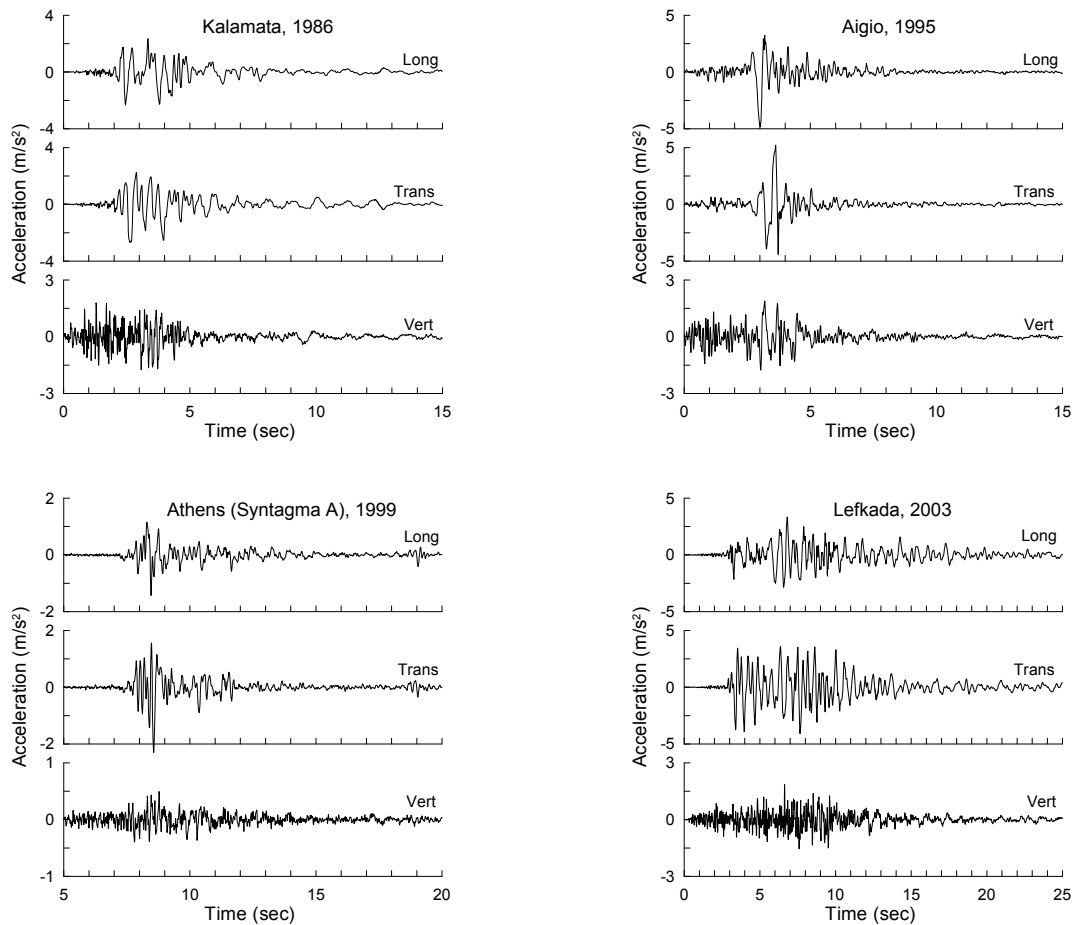 Kalamata, 1986
Acceleration (m/s²)
4
0
-4
Long
4
0
-4
Trans
3
0
-3
Vert
0 5 10 15
Time (sec)
Aigio, 1995
Acceleration (m/s²)
5
0
-5
Long
5
0
-5
Trans
3
0
-3
Vert
0 5 10 15
Time (sec)
Athens (Syntagma A), 1999
Acceleration (m/s²)
2
0
-2
Long
2
0
-2
Trans
1
0
-1
Vert
5 10 15 20
Time (sec)
Lefkada, 2003
Acceleration (m/s²)
5
0
-5
Long
5
0
-5
Trans
3
0
-3
Vert
0 5 10 15 20 25
Time (sec)